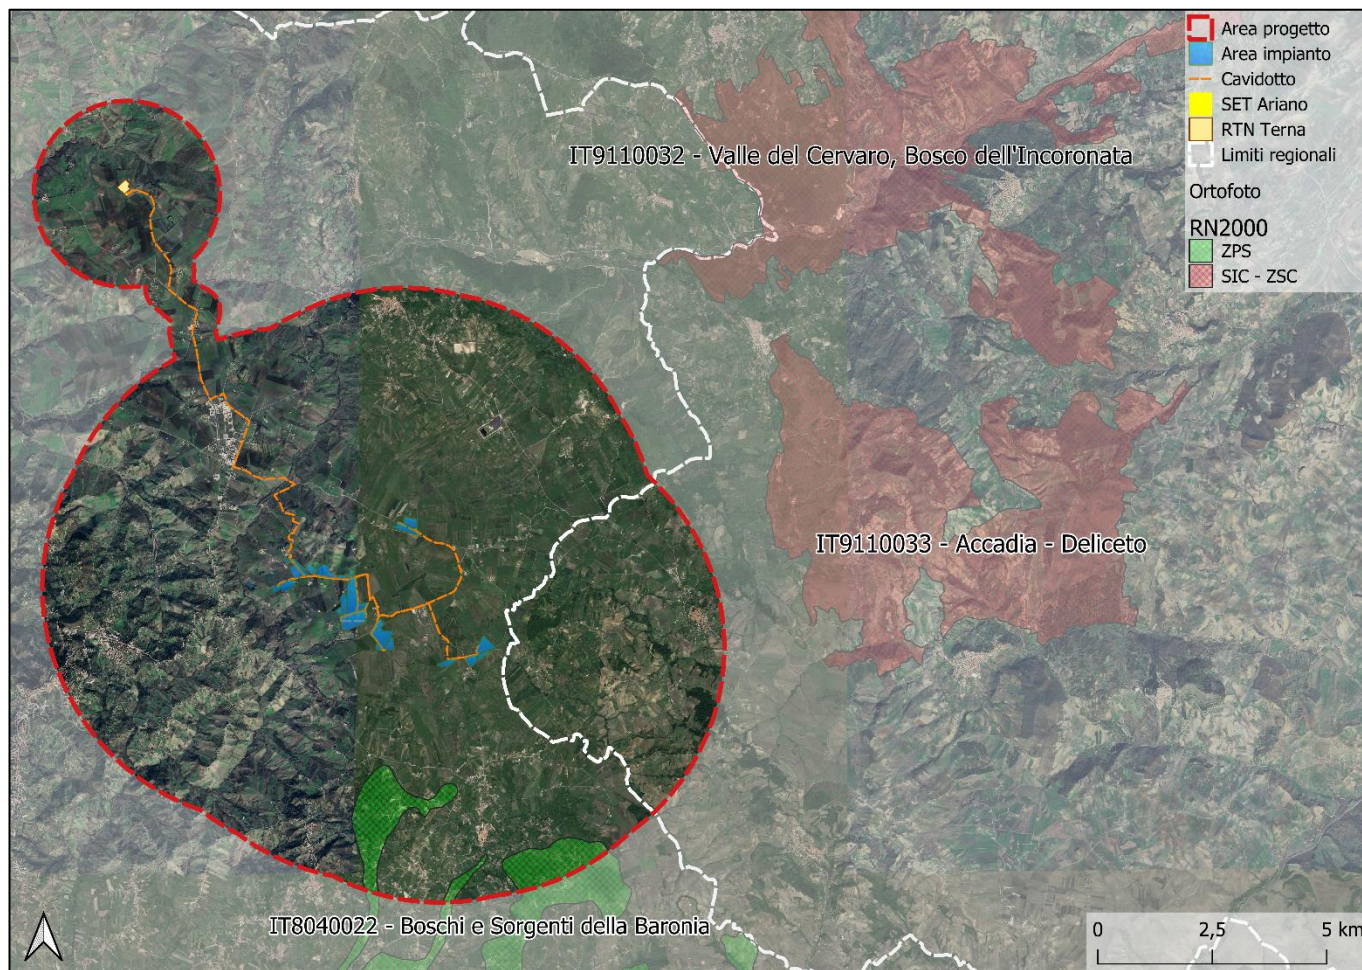 Area progetto
Area impianto
Cavidotto
SET Ariano
RTN Terna
Limiti regionali
Ortofoto
RN2000
ZPS
SIC - ZSC
IT9110032 - Valle del Cervaro, Bosco dell'Incoronata
IT9110033 - Accadia - Deliceto
IT8040022 - Boschi e Sorgenti della Baronia
0 2,5 5 km